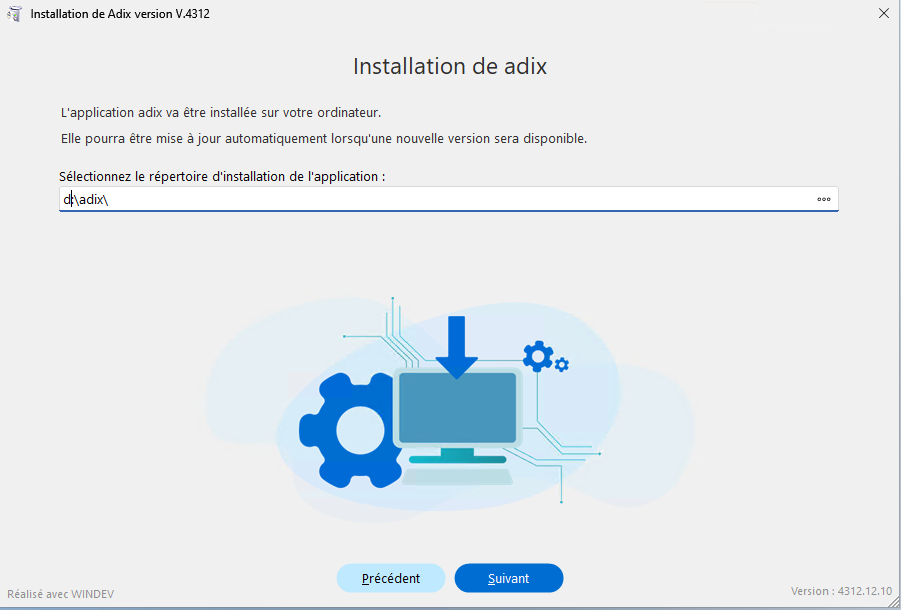 Installation de Adix version V.4312
Installation de adix
L'application adix va être installée sur votre ordinateur.
Elle pourra être mise à jour automatiquement lorsqu'une nouvelle version sera disponible.
Sélectionnez le répertoire d'installation de l'application :
d:\adix\
Précédent
Suivant
Réalisé avec WINDEV
Version : 4312.12.10